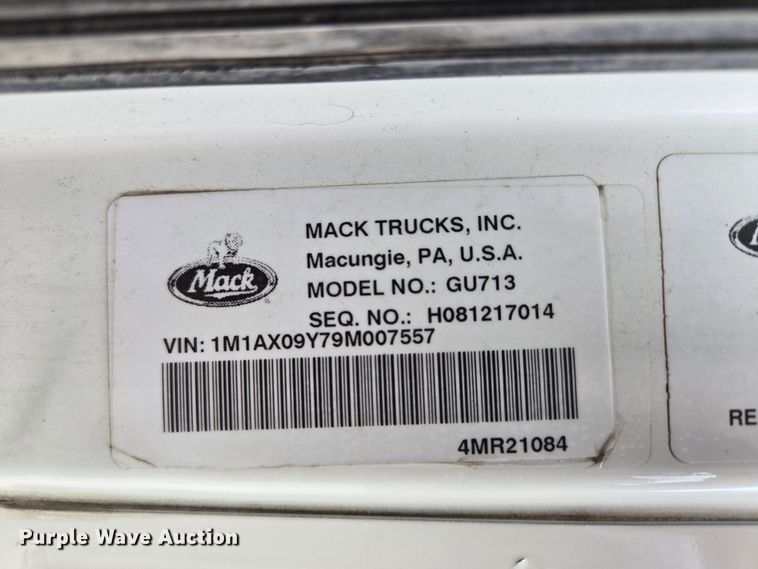 MACK TRUCKS, INC.
Macungie, PA, U.S.A.
MODEL NO.: GU713
SEQ. NO.: H081217014
Mack
VIN: 1M1AX09Y79M007557
4MR21084
RE
Purple Wave Auction